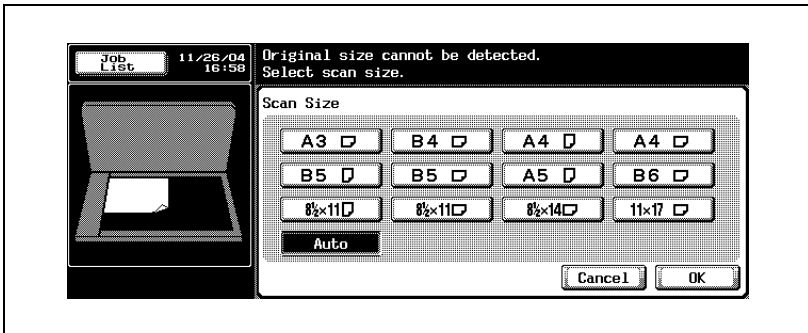 Job List
11/26/04
16:58
Original size cannot be detected.
Select scan size.
Scan Size
A3 B4 A4 A4
B5 B5 A5 B6
8½×11 8½×11 8½×14 11×17
Auto
Cancel OK